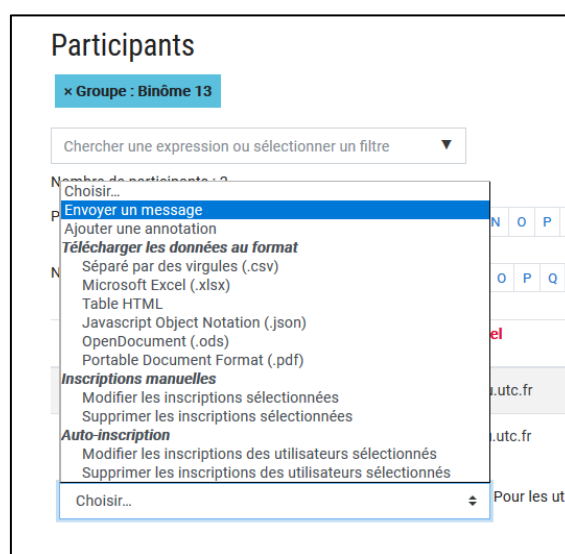 Participants
× Groupe : Binôme 13
Chercher une expression ou sélectionner un filtre ▼
Nombre de participants : 2
Choisir...
P
Envoyer un message
N O P
Ajouter une annotation
Télécharger les données au format
Séparé par des virgules (.csv)
N
Microsoft Excel (.xlsx)
O P Q
Table HTML
Javascript Object Notation (.json)
el
OpenDocument (.ods)
Portable Document Format (.pdf)
Inscriptions manuelles
Modifier les inscriptions sélectionnées
.utc.fr
Supprimer les inscriptions sélectionnées
Auto-inscription
.utc.fr
Modifier les inscriptions des utilisateurs sélectionnés
Supprimer les inscriptions des utilisateurs sélectionnés
Choisir...
Pour les ut